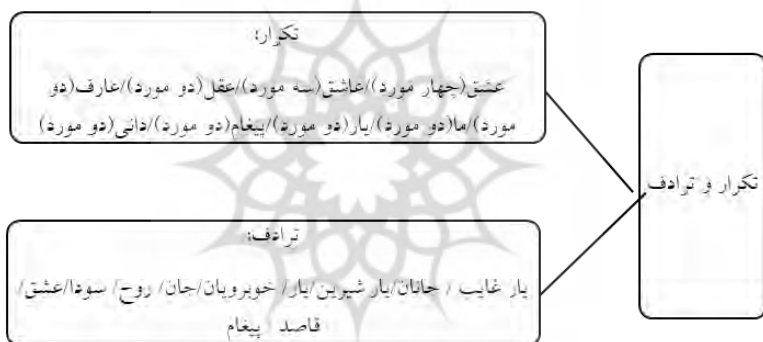 تکرار و ترادف
تکرار:
عشق(چهار مورد)/عاشق(سه مورد)/عقل(دو مورد)/عارف(دو
مورد)/ما(دو مورد)/یار(دو مورد)/پیغام(دو مورد)/دانی(دو مورد)
ترادف:
یار غایب / جانان/یار شیرین/یار/ خوبرویان/جان/ روح/ سودا/عشق/
قاصد / پیغام